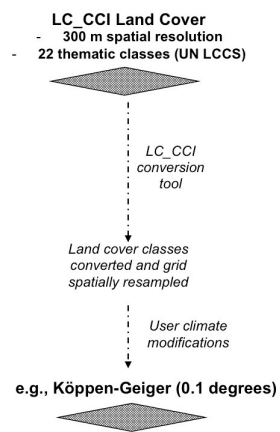 LC_CCI Land Cover
- 300 m spatial resolution
- 22 thematic classes (UN LCCS)
LC_CCI
conversion
tool
Land cover classes
converted and grid
spatially resampled
User climate
modifications
e.g., Köppen-Geiger (0.1 degrees)